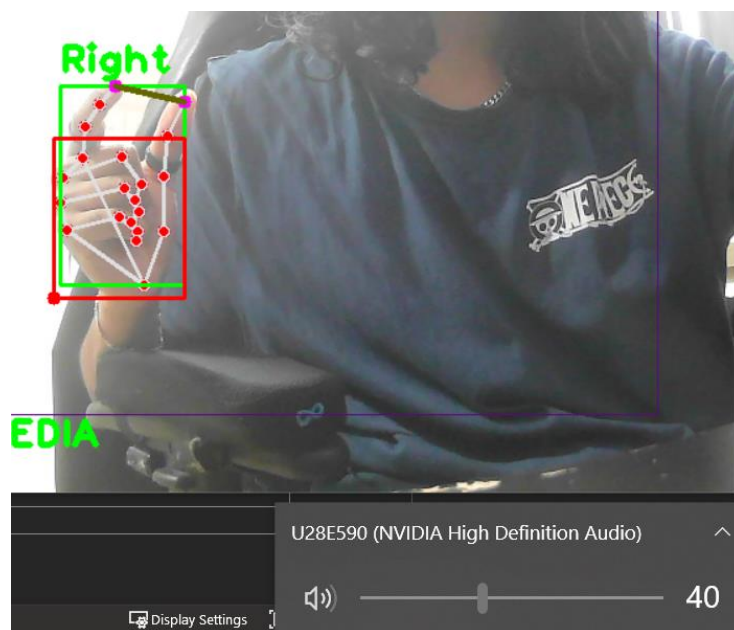 Right
ONE PIECE
EDIA
U28E590 (NVIDIA High Definition Audio)
40
Display Settings